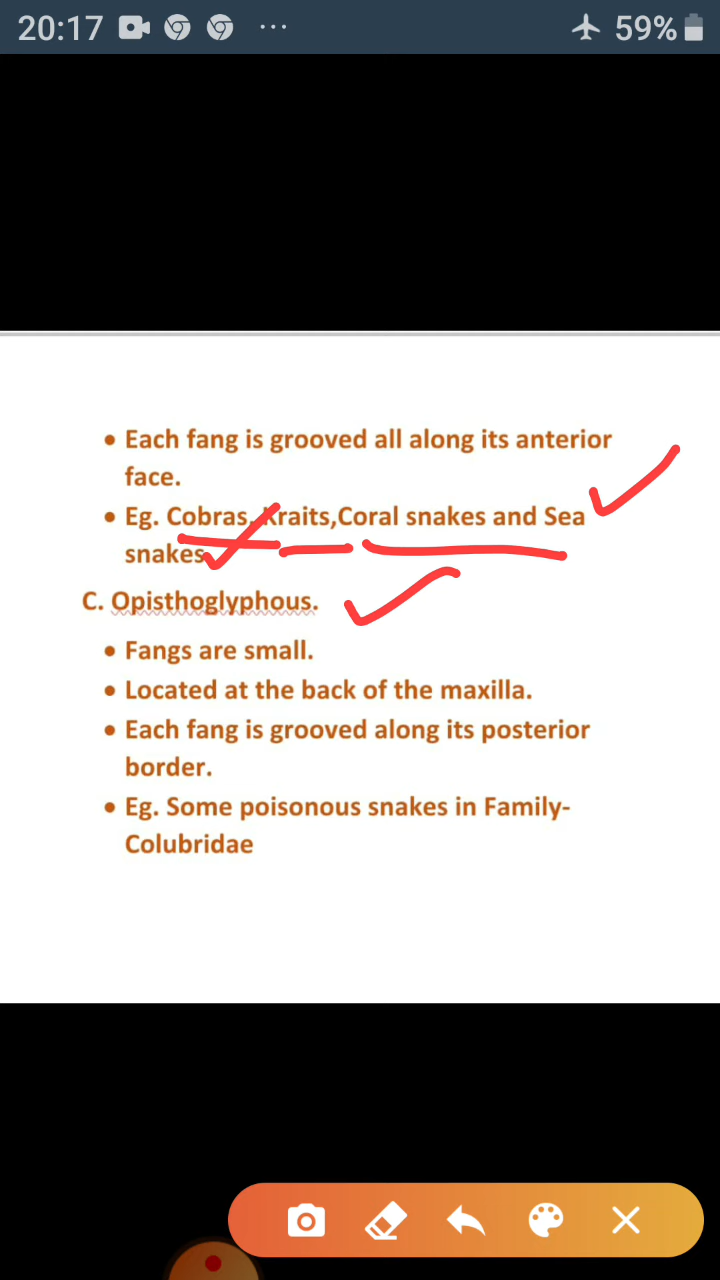 20:17 ... 59%
• Each fang is grooved all along its anterior
face.
• Eg. Cobras, Kraits,Coral snakes and Sea
snakes
C. Opisthoglyphous.
• Fangs are small.
• Located at the back of the maxilla.
• Each fang is grooved along its posterior
border.
• Eg. Some poisonous snakes in Family-
Colubridae